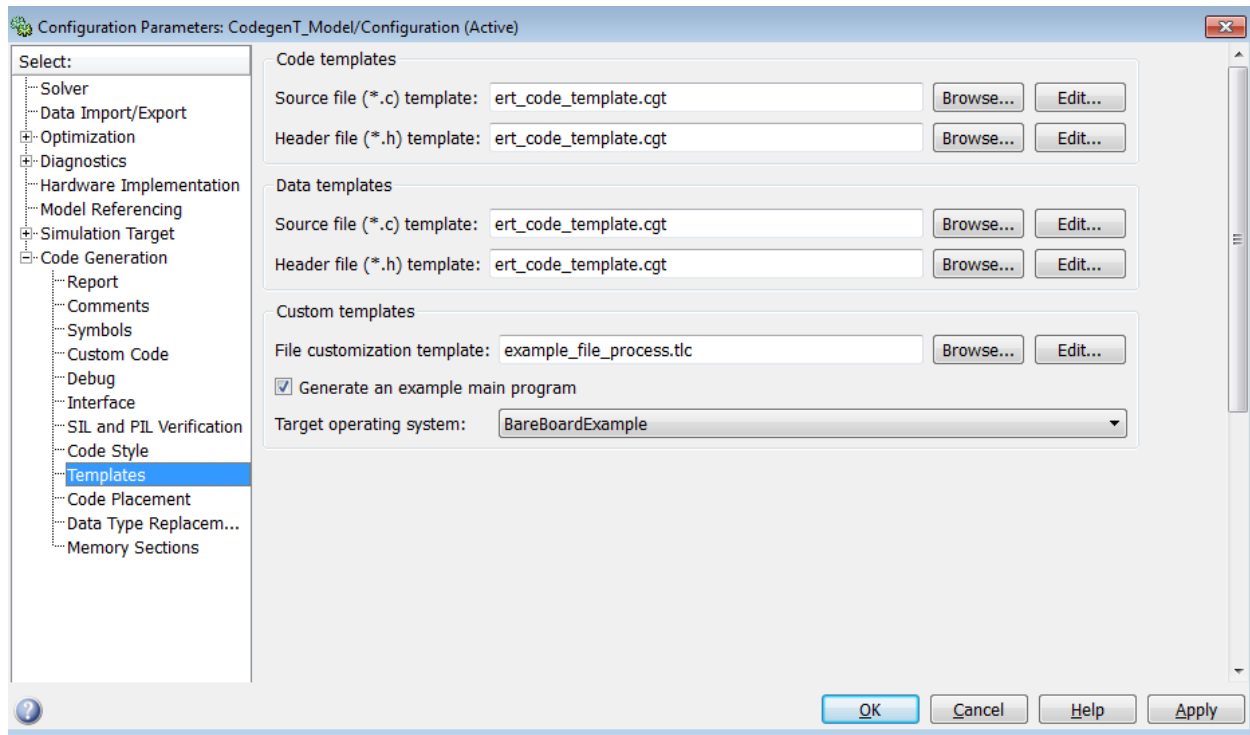 Configuration Parameters: CodegenT_Model/Configuration (Active)
Select:
Solver
Data Import/Export
Optimization
Diagnostics
Hardware Implementation
Model Referencing
Simulation Target
Code Generation
Report
Comments
Symbols
Custom Code
Debug
Interface
SIL and PIL Verification
Code Style
Templates
Code Placement
Data Type Replacem...
Memory Sections
Code templates
Source file (*.c) template: ert_code_template.cgt Browse... Edit...
Header file (*.h) template: ert_code_template.cgt Browse... Edit...
Data templates
Source file (*.c) template: ert_code_template.cgt Browse... Edit...
Header file (*.h) template: ert_code_template.cgt Browse... Edit...
Custom templates
File customization template: example_file_process.tlc Browse... Edit...
Generate an example main program
Target operating system: BareBoardExample
OK Cancel Help Apply